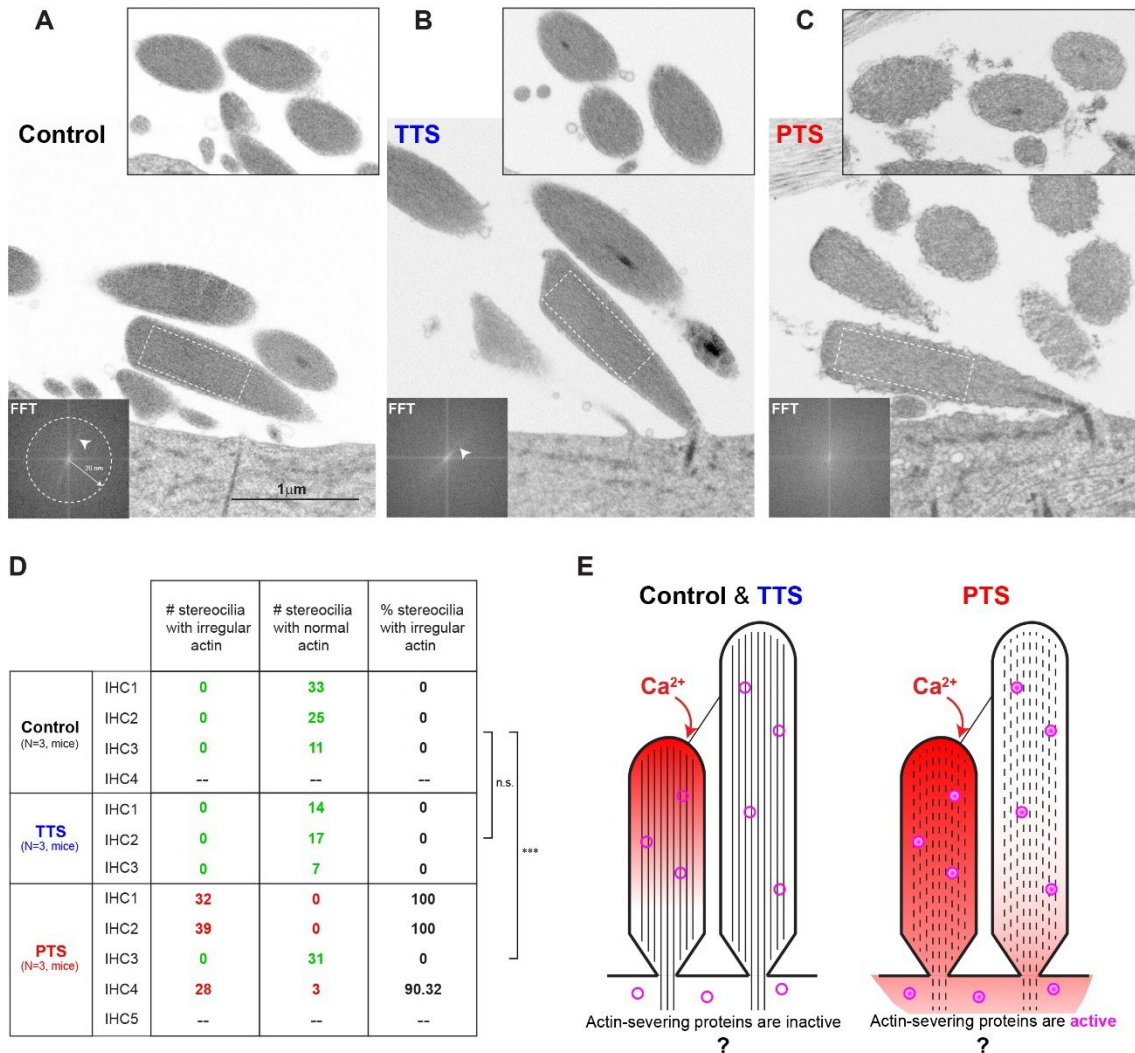 A
B
C
Control
TTS
PTS
FFT
20 nm
1µm
FFT
FFT
D
# stereocilia
with irregular
actin
# stereocilia
with normal
actin
% stereocilia
with irregular
actin
Control
(N=3, mice)
IHC1 0 33 0
IHC2 0 25 0
IHC3 0 11 0
IHC4 -- -- --
TTS
(N=3, mice)
IHC1 0 14 0
IHC2 0 17 0
IHC3 0 7 0
PTS
(N=3, mice)
IHC1 32 0 100
IHC2 39 0 100
IHC3 0 31 0
IHC4 28 3 90.32
IHC5 -- -- --
n.s.
***
E
Control & TTS
PTS
Ca2+
Ca2+
Actin-severing proteins are inactive
?
Actin-severing proteins are active
?